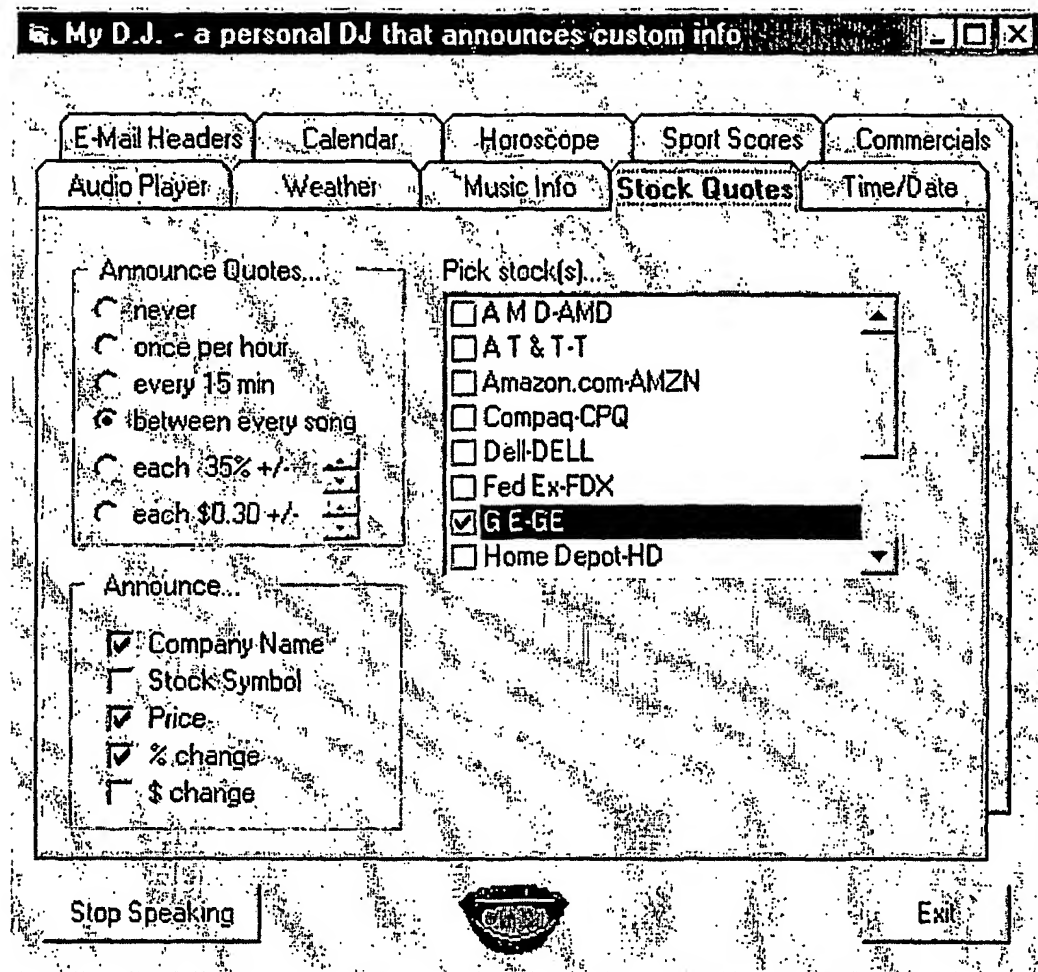 My D.J. - a personal DJ that announces custom info
E-Mail Headers Calendar Horoscope Sport Scores Commercials
Audio Player Weather Music Info Stock Quotes Time/Date
Announce Quotes...
never
once per hour
every 15 min
between every song
each .35% +/-
each $0.30 +/-
Announce...
Company Name
Stock Symbol
Price
% change
$ change
Pick stock(s)...
A M D-AMD
A T & T-T
Amazon.com-AMZN
Compaq-CPQ
Dell-DELL
Fed Ex-FDX
G E-GE
Home Depot-HD
Stop Speaking
Exit